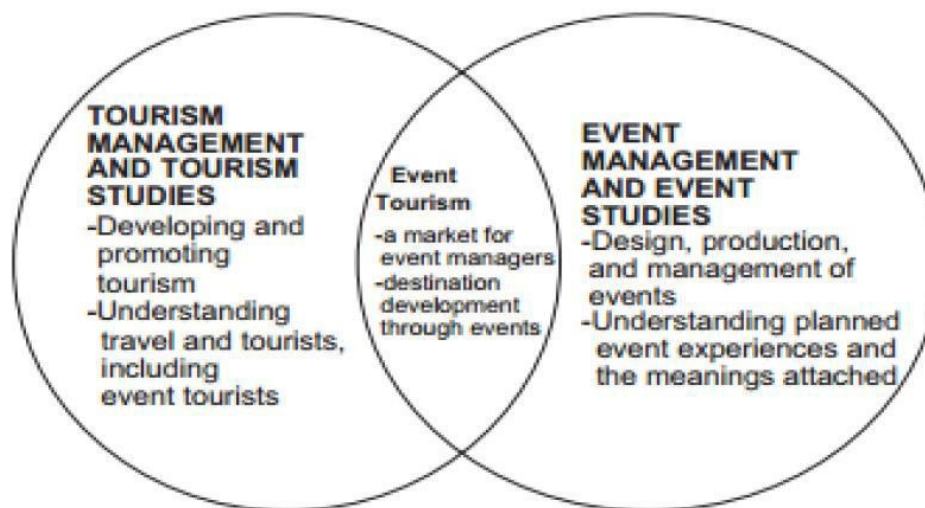 TOURISM
MANAGEMENT
AND TOURISM
STUDIES
-Developing and
promoting
tourism
-Understanding
travel and tourists,
including
event tourists
Event
Tourism
-a market for
event managers
-destination
development
through events
EVENT
MANAGEMENT
AND EVENT
STUDIES
-Design, production,
and management of
events
-Understanding planned
event experiences and
the meanings attached